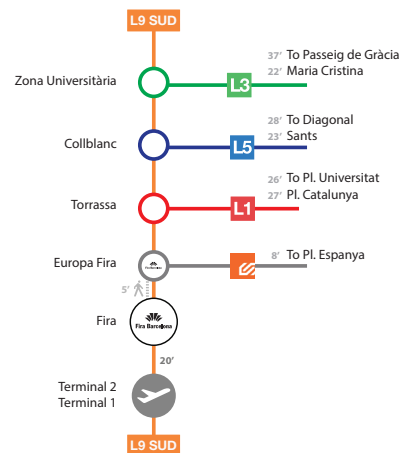 L9 SUD
Zona Universitària
L3
37' To Passeig de Gràcia
22' Maria Cristina
Collblanc
L5
28' To Diagonal
23' Sants
Torrassa
L1
26' To Pl. Universitat
27' Pl. Catalunya
Europa Fira
8' To Pl. Espanya
5'
Fira
Fira Barcelona
20'
Terminal 2
Terminal 1
L9 SUD